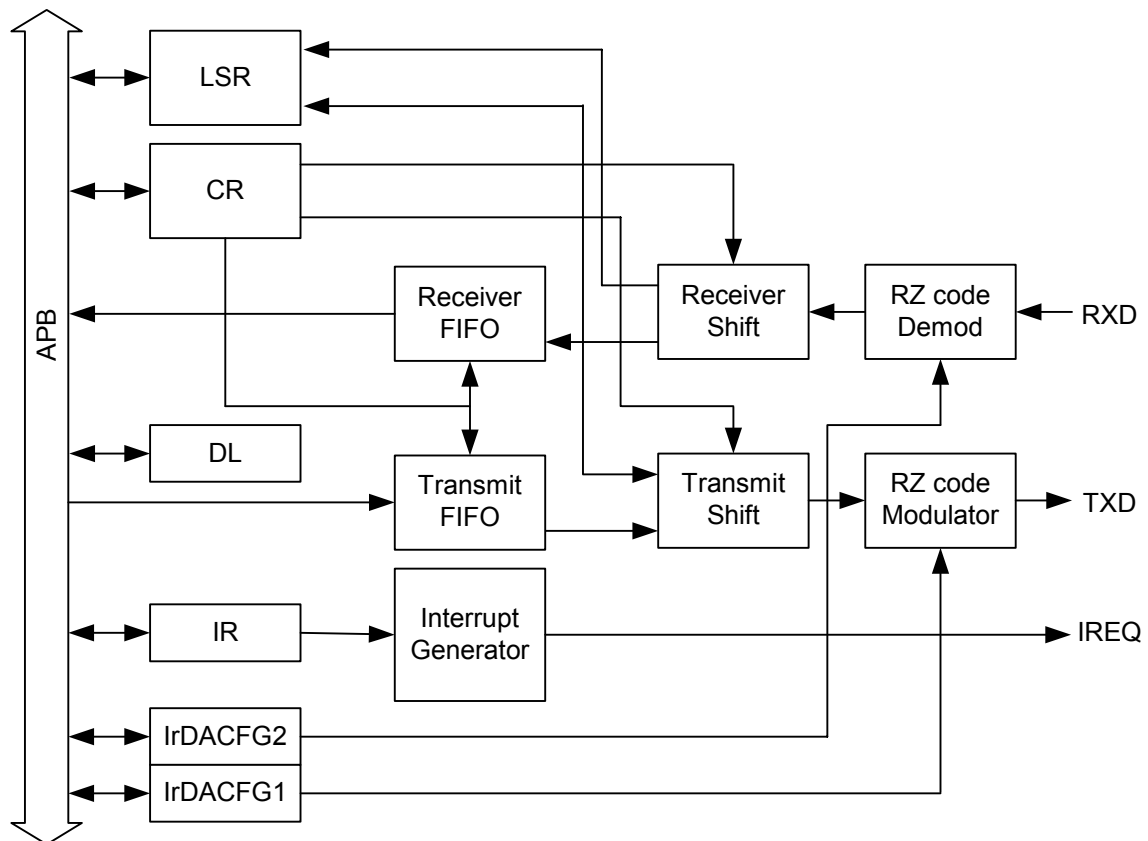 APB
LSR
CR
Receiver
FIFO
Receiver
Shift
RZ code
Demod
RXD
DL
Transmit
FIFO
Transmit
Shift
RZ code
Modulator
TXD
IR
Interrupt
Generator
IREQ
IrDACFG2
IrDACFG1